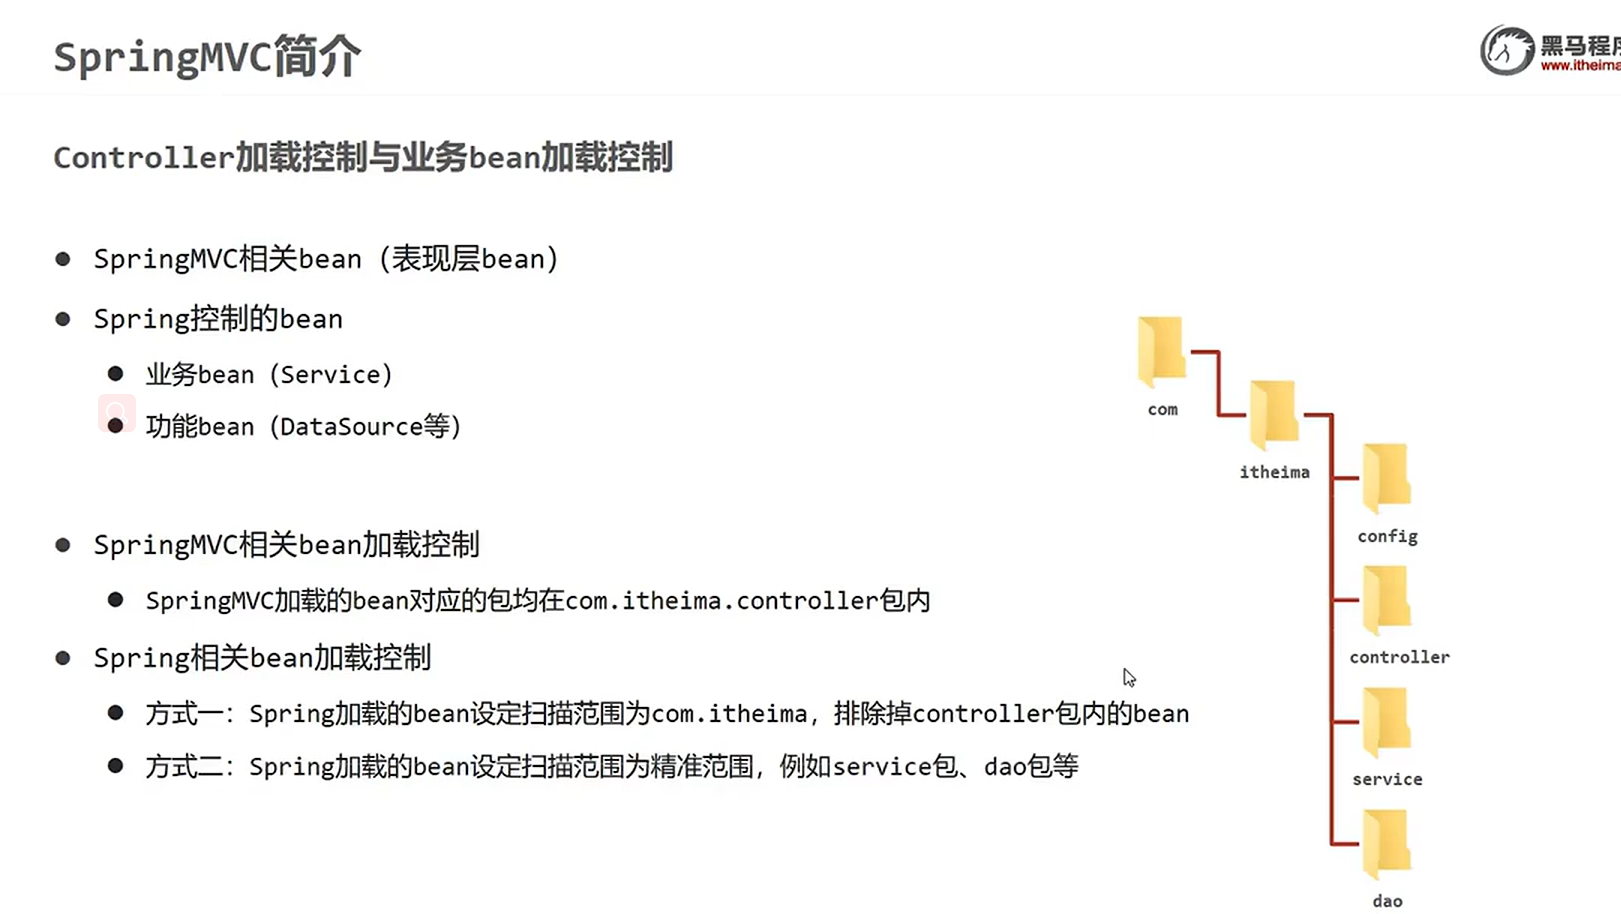 SpringMVC简介
黑马程序
www.itheima
Controller加载控制与业务bean加载控制
SpringMVC相关bean（表现层bean）
Spring控制的bean
业务bean（Service）
功能bean（DataSource等）
SpringMVC相关bean加载控制
SpringMVC加载的bean对应的包均在com.itheima.controller包内
Spring相关bean加载控制
方式一：Spring加载的bean设定扫描范围为com.itheima，排除掉controller包内的bean
方式二：Spring加载的bean设定扫描范围为精准范围，例如service包、dao包等
com
itheima
config
controller
service
dao